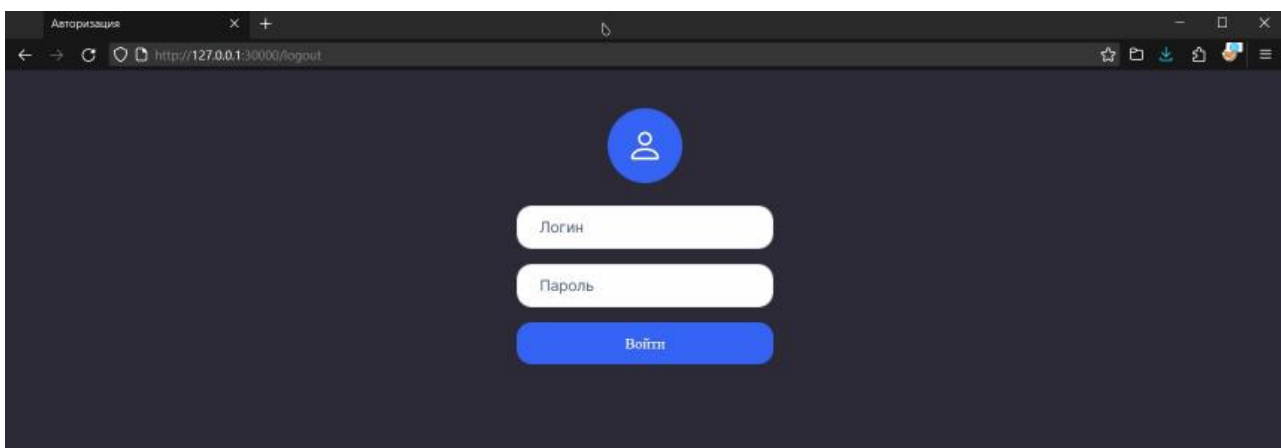 Авторизация
http://127.0.0.1:30000/logout
Логин
Пароль
Войти